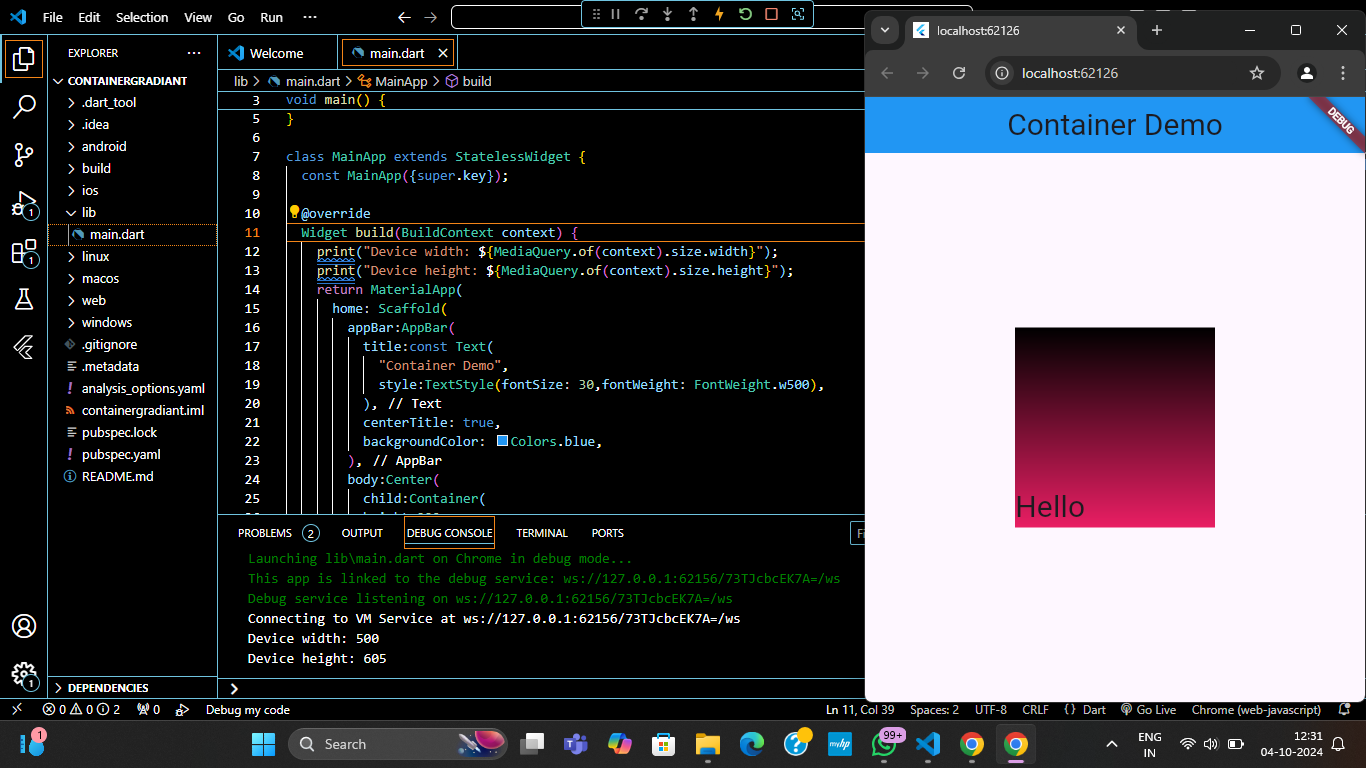 File Edit Selection View Go Run ···
EXPLORER ···
CONTAINERGRADIANT
.dart_tool
.idea
android
build
ios
lib
main.dart
linux
macos
web
windows
.gitignore
.metadata
analysis_options.yaml
containergradiant.iml
pubspec.lock
pubspec.yaml
README.md
DEPENDENCIES
1
1
1
Welcome main.dart
lib > main.dart > MainApp > build
3 void main() {
5 }
6
7 class MainApp extends StatelessWidget {
8 const MainApp({super.key});
9
10 @override
11 Widget build(BuildContext context) {
12 print("Device width: ${MediaQuery.of(context).size.width}");
13 print("Device height: ${MediaQuery.of(context).size.height}");
14 return MaterialApp(
15 home: Scaffold(
16 appBar:AppBar(
17 title:const Text(
18 "Container Demo",
19 style:TextStyle(fontSize: 30,fontWeight: FontWeight.w500),
20 ), // Text
21 centerTitle: true,
22 backgroundColor: Colors.blue,
23 ), // AppBar
24 body:Center(
25 child:Container(
PROBLEMS 2 OUTPUT DEBUG CONSOLE TERMINAL PORTS
Launching lib\main.dart on Chrome in debug mode...
This app is linked to the debug service: ws://127.0.0.1:62156/73TJcbcEK7A=/ws
Debug service listening on ws://127.0.0.1:62156/73TJcbcEK7A=/ws
Connecting to VM Service at ws://127.0.0.1:62156/73TJcbcEK7A=/ws
Device width: 500
Device height: 605
localhost:62126
localhost:62126
Container Demo
DEBUG
Hello
0 0 2 0 Debug my code Ln 11, Col 39 Spaces: 2 UTF-8 CRLF {} Dart Go Live Chrome (web-javascript)
1 Search myhp 99+ ENG
IN
12:31
04-10-2024